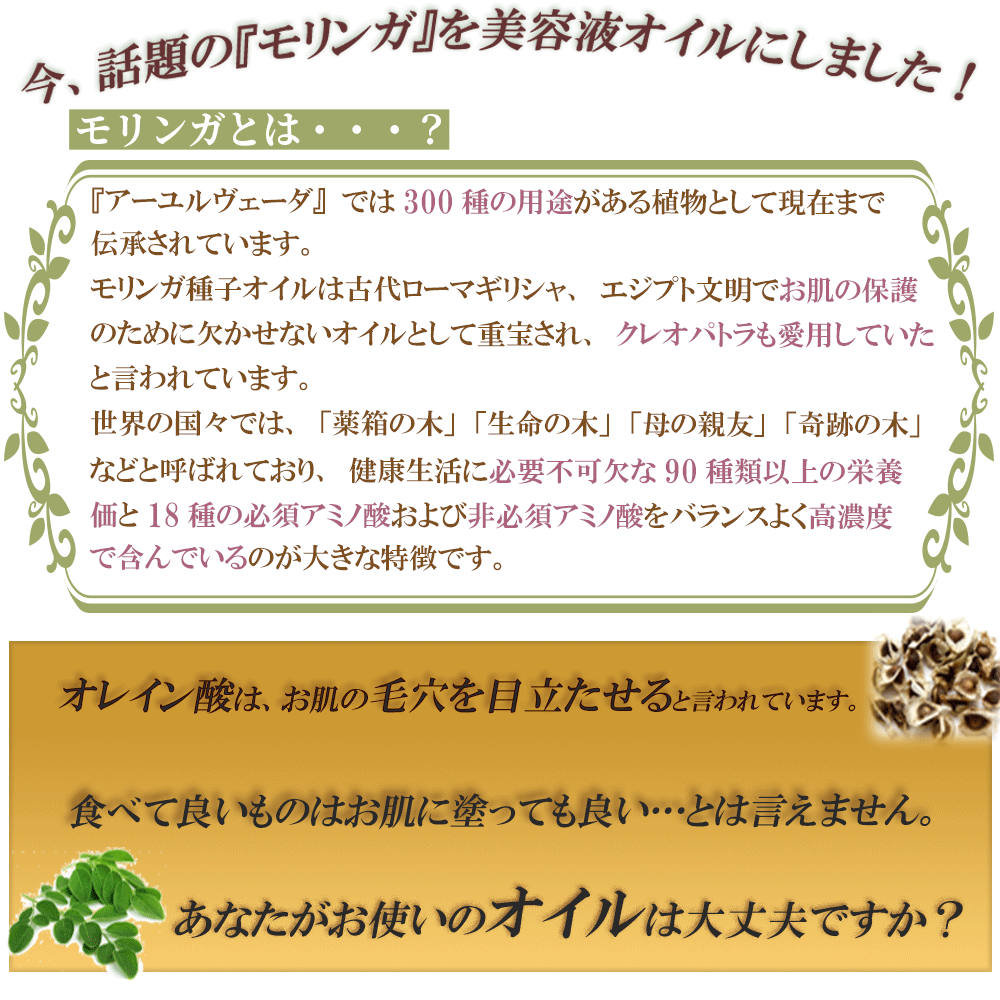 今、話題の『モリンガ』を美容液オイルにしました！
モリンガとは・・・？
『アーユルヴェーダ』では 300 種の用途がある植物として現在まで
伝承されています。
モリンガ種子オイルは古代ローマギリシャ、エジプト文明でお肌の保護
のために欠かせないオイルとして重宝され、クレオパトラも愛用していた
と言われています。
世界の国々では、「薬箱の木」「生命の木」「母の親友」「奇跡の木」
などと呼ばれており、健康生活に必要不可欠な 90 種類以上の栄養
価と 18 種の必須アミノ酸および非必須アミノ酸をバランスよく高濃度
で含んでいるのが大きな特徴です。
オレイン酸は、お肌の毛穴を目立たせると言われています。
食べて良いものはお肌に塗っても良い…とは言えません。
あなたがお使いのオイルは大丈夫ですか？